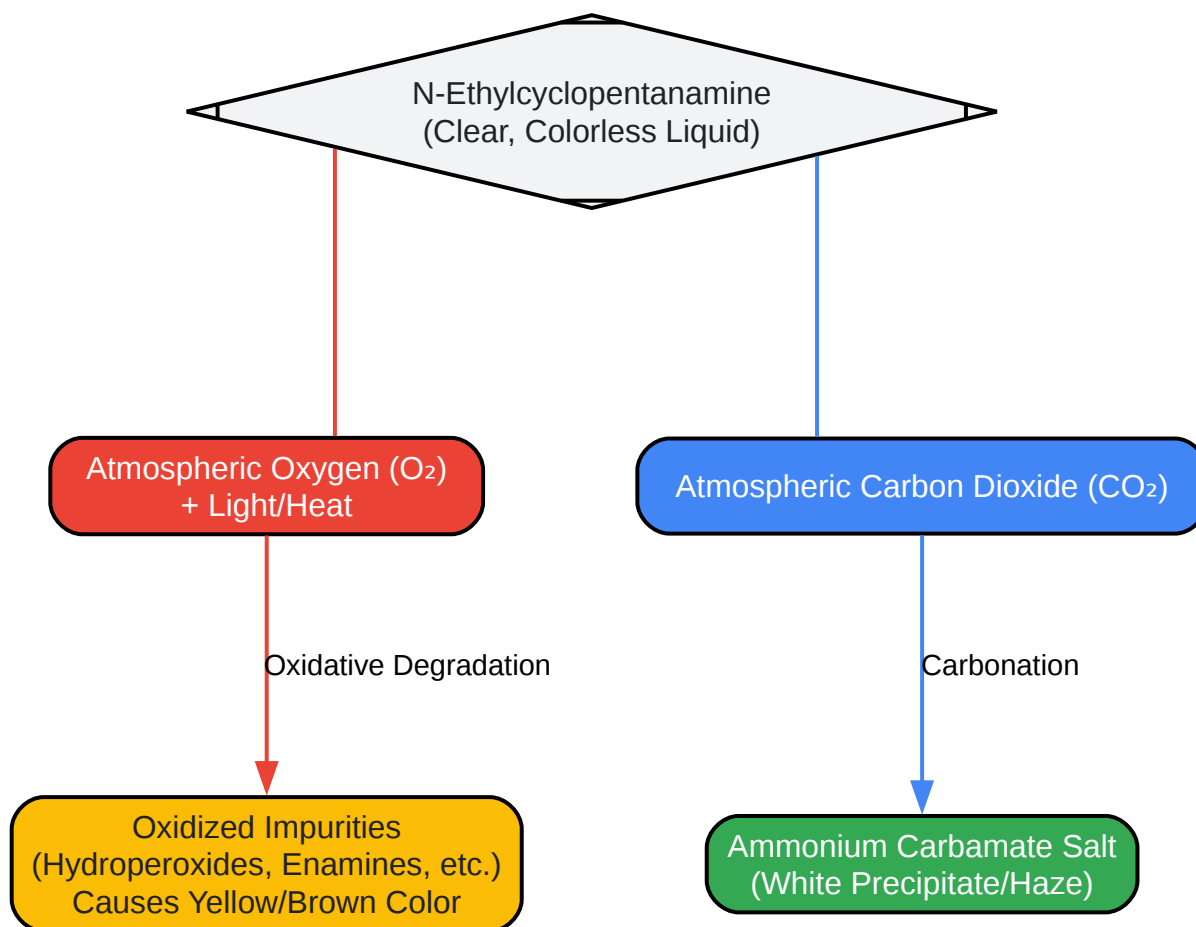 N-Ethylcyclopentanamine
(Clear, Colorless Liquid)
Atmospheric Oxygen (O₂)
+ Light/Heat
Atmospheric Carbon Dioxide (CO₂)
Oxidative Degradation
Carbonation
Oxidized Impurities
(Hydroperoxides, Enamines, etc.)
Causes Yellow/Brown Color
Ammonium Carbamate Salt
(White Precipitate/Haze)